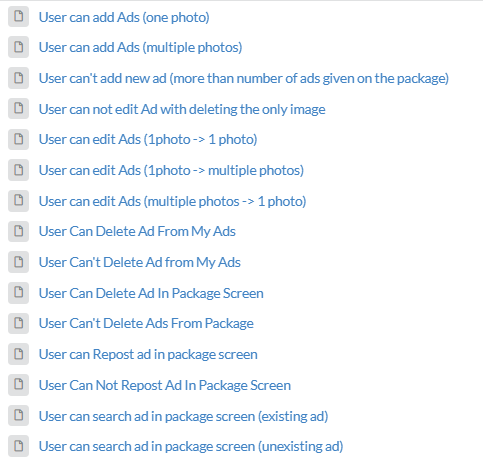 User can add Ads (one photo)
User can add Ads (multiple photos)
User can't add new ad (more than number of ads given on the package)
User can not edit Ad with deleting the only image
User can edit Ads (1photo -> 1 photo)
User can edit Ads (1photo -> multiple photos)
User can edit Ads (multiple photos -> 1 photo)
User Can Delete Ad From My Ads
User Can't Delete Ad from My Ads
User Can Delete Ad In Package Screen
User Can't Delete Ads From Package
User can Repost ad in package screen
User Can Not Repost Ad In Package Screen
User can search ad in package screen (existing ad)
User can search ad in package screen (unexisting ad)